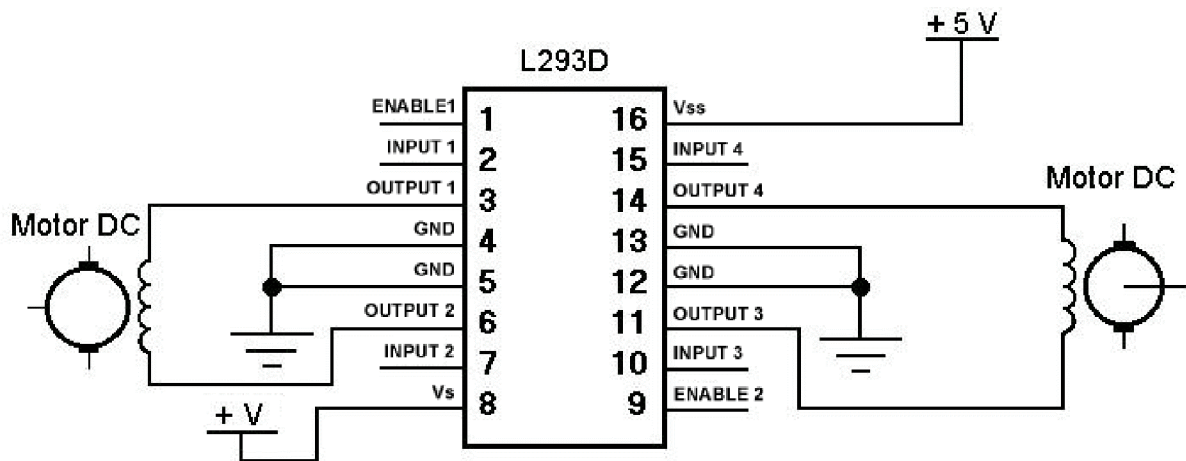 + 5 V
L293D
ENABLE1 1 16 Vss
INPUT 1 2 15 INPUT 4
OUTPUT 1 3 14 OUTPUT 4
Motor DC
Motor DC
GND 4 13 GND
GND 5 12 GND
OUTPUT 2 6 11 OUTPUT 3
INPUT 2 7 10 INPUT 3
Vs 8 9 ENABLE 2
+ V